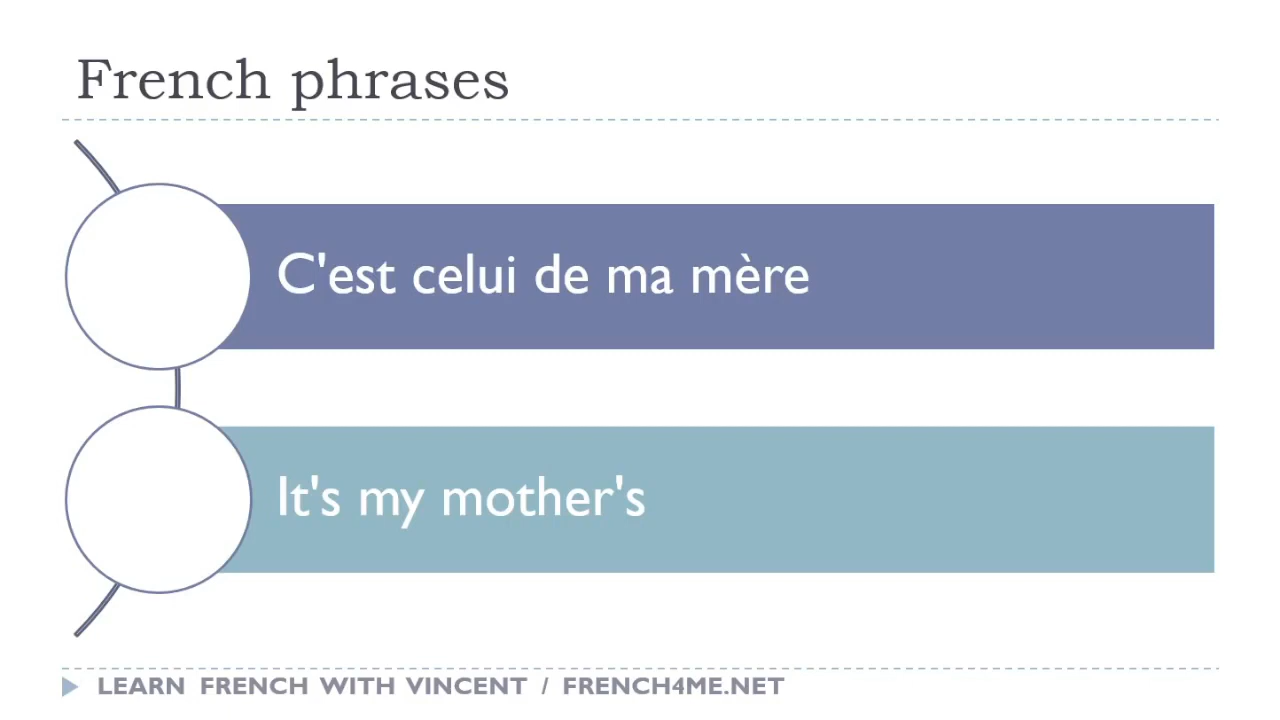 French phrases
C'est celui de ma mère
It's my mother's
LEARN FRENCH WITH VINCENT / FRENCH4ME.NET